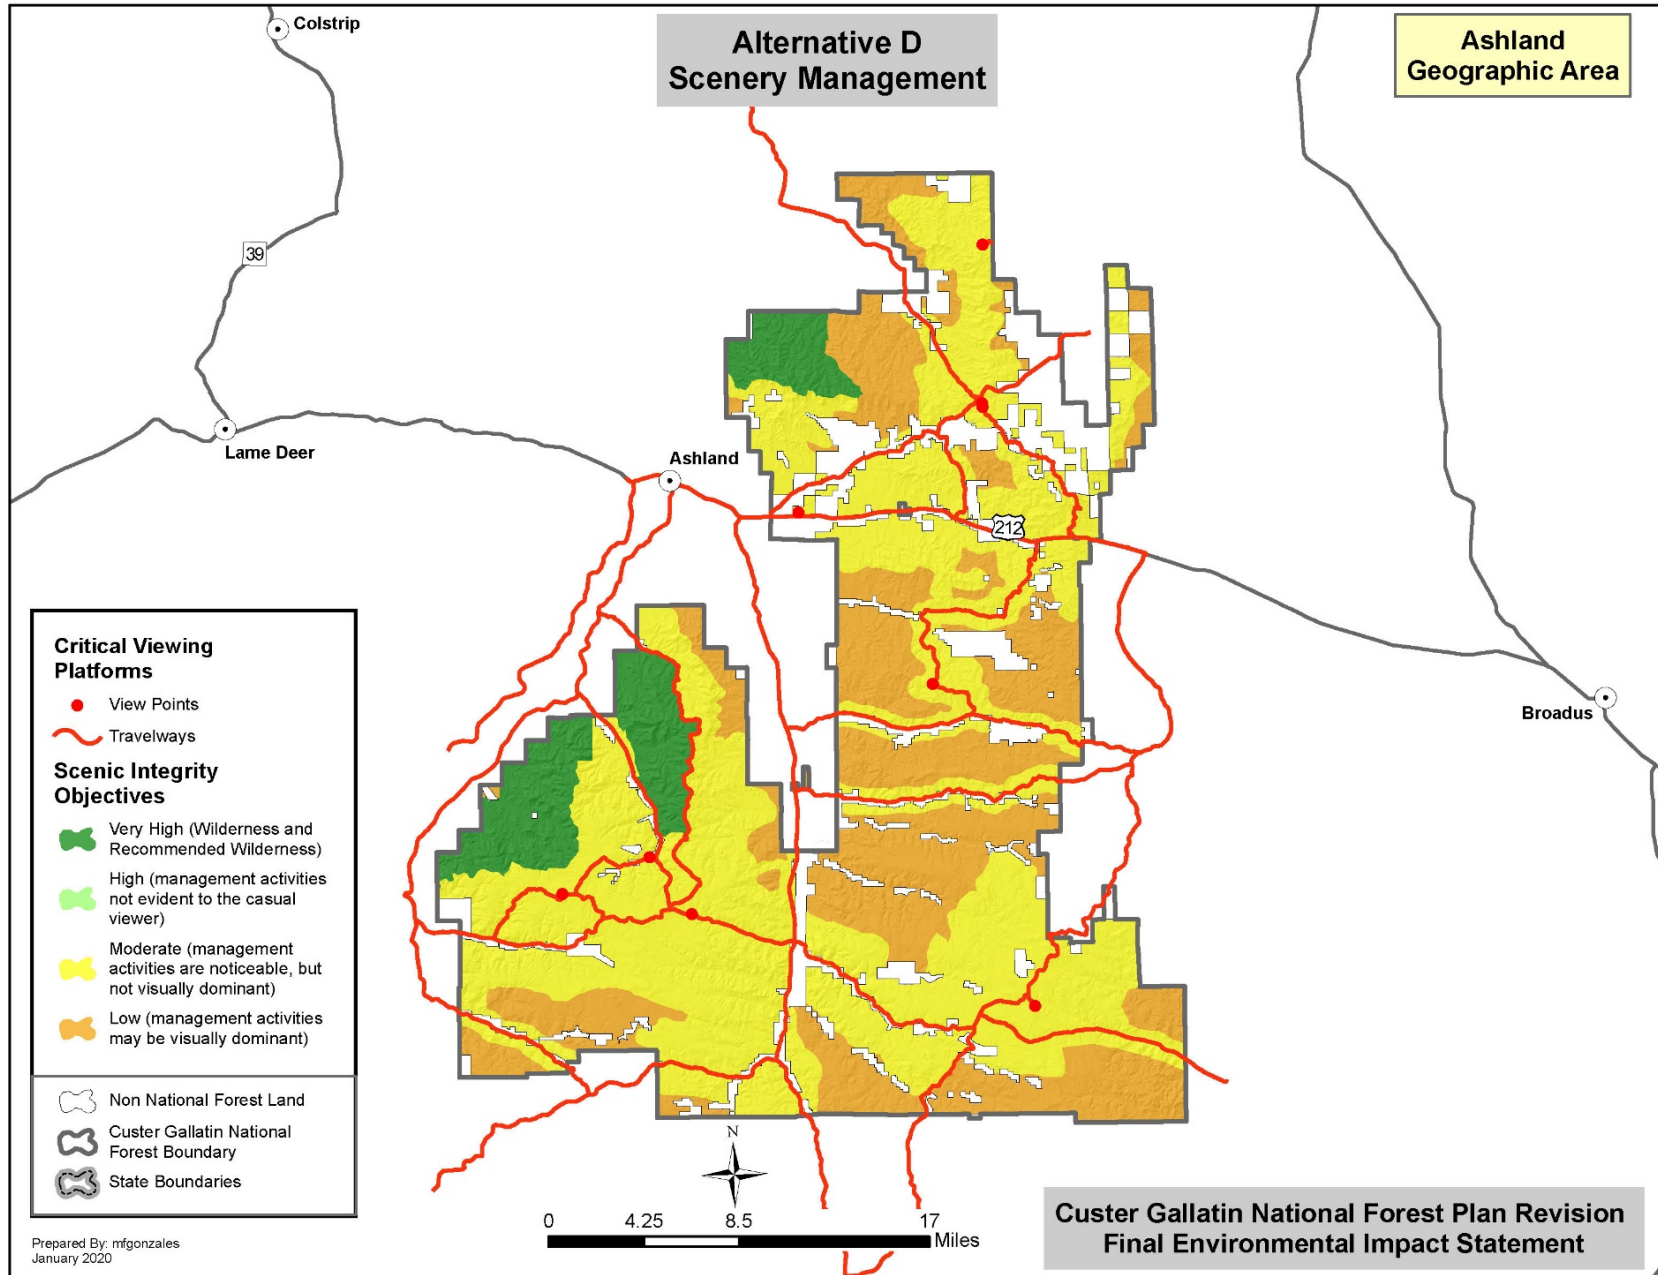 Colstrip
Alternative D
Scenery Management
Ashland
Geographic Area
39
Lame Deer
Ashland
212
Broadus
Critical Viewing
Platforms
View Points
Travelways
Scenic Integrity
Objectives
Very High (Wilderness and
Recommended Wilderness)
High (management activities
not evident to the casual
viewer)
Moderate (management
activities are noticeable, but
not visually dominant)
Low (management activities
may be visually dominant)
Non National Forest Land
Custer Gallatin National
Forest Boundary
State Boundaries
N
0 4.25 8.5 17
Miles
Prepared By: mfgonzales
January 2020
Custer Gallatin National Forest Plan Revision
Final Environmental Impact Statement